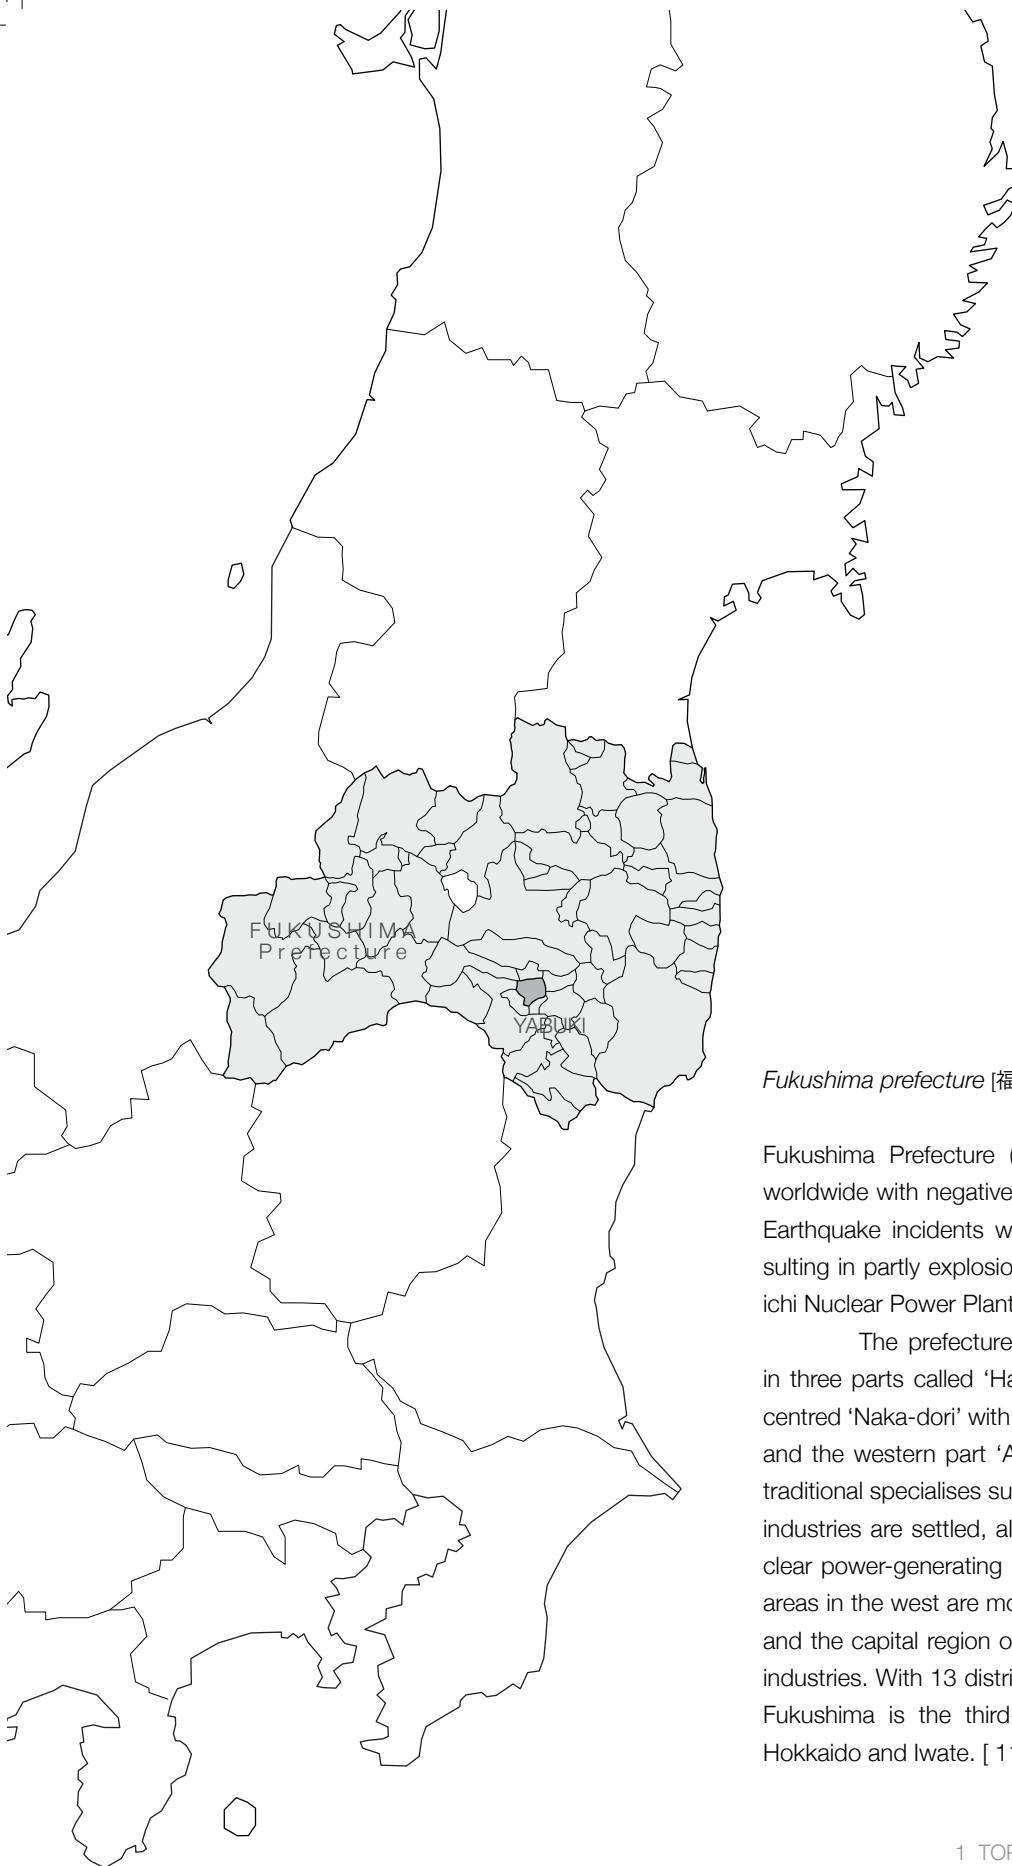 FUKUSHIMA
Prefecture
YABUKI
Fukushima prefecture [福
Fukushima Prefecture (
worldwide with negative
Earthquake incidents w
sulting in partly explosio
ichi Nuclear Power Plant
The prefecture
in three parts called ‘Ha
centred ‘Naka-dori’ with
and the western part ‘A
traditional specialises su
industries are settled, al
clear power-generating
areas in the west are mo
and the capital region o
industries. With 13 distri
Fukushima is the third-
Hokkaido and Iwate. [ 1
1 TOP